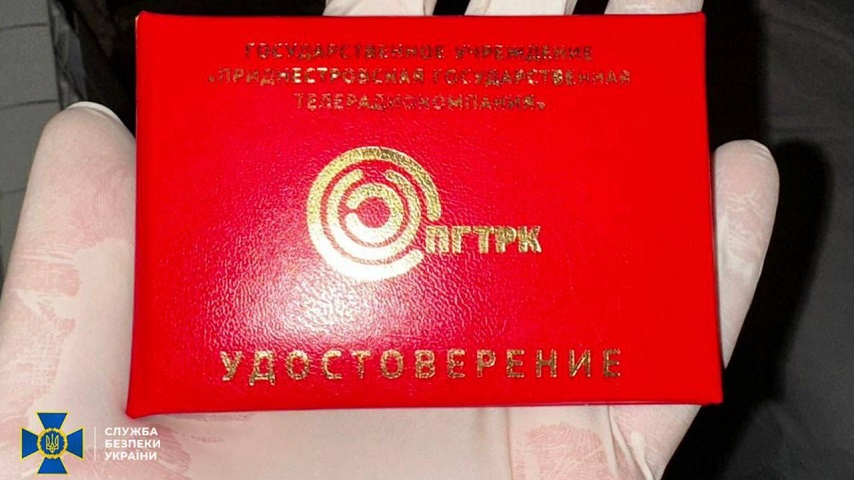 ГОСУДАРСТВЕННОЕ УЧРЕЖДЕНИЕ
«ПРИДНЕСТРОВСКАЯ ГОСУДАРСТВЕННАЯ
ТЕЛЕРАДИОКОМПАНИЯ»
ПГТРК
УДОСТОВЕРЕНИЕ
СЛУЖБА
БЕЗПЕКИ
УКРАЇНИ